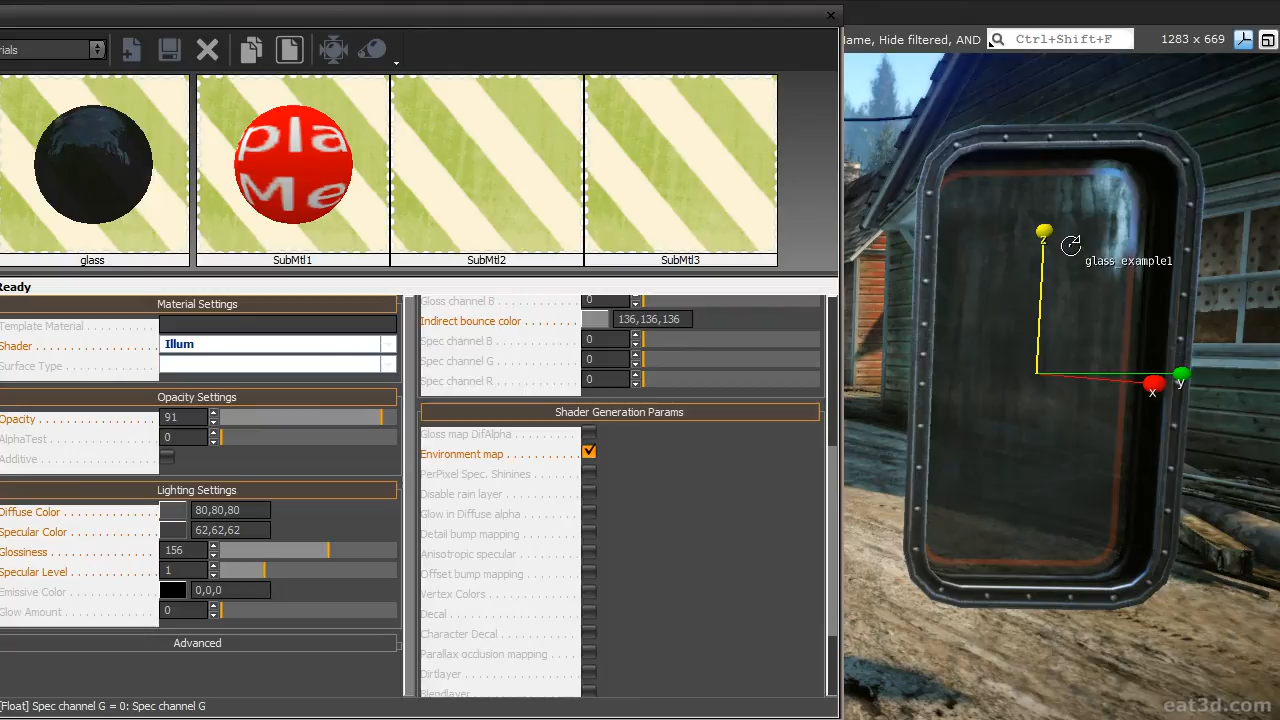 rials
lame, Hide filtered, AND
Ctrl+Shift+F
1283 x 669
pla
Me
glass
SubMtl1
SubMtl2
SubMtl3
Ready
Material Settings
Template Material
Shader
Illum
Surface Type
Opacity Settings
Opacity
91
AlphaTest
0
Additive
Lighting Settings
Diffuse Color
80,80,80
Specular Color
62,62,62
Glossiness
156
Specular Level
1
Emissive Color
0,0,0
Glow Amount
0
Advanced
Gloss channel B
0
Indirect bounce color
136,136,136
Spec channel B
0
Spec channel G
0
Spec channel R
0
Shader Generation Params
Gloss map DifAlpha
Environment map
PerPixel Spec. Shinines
Disable rain layer
Glow in Diffuse alpha
Detail bump mapping
Anisotropic specular
Offset bump mapping
Vertex Colors
Decal
Character Decal
Parallax occlusion mapping
Dirtlayer
Blendlayer
z
glass_example1
y
x
[Float] Spec channel G = 0: Spec channel G
eat3d.com